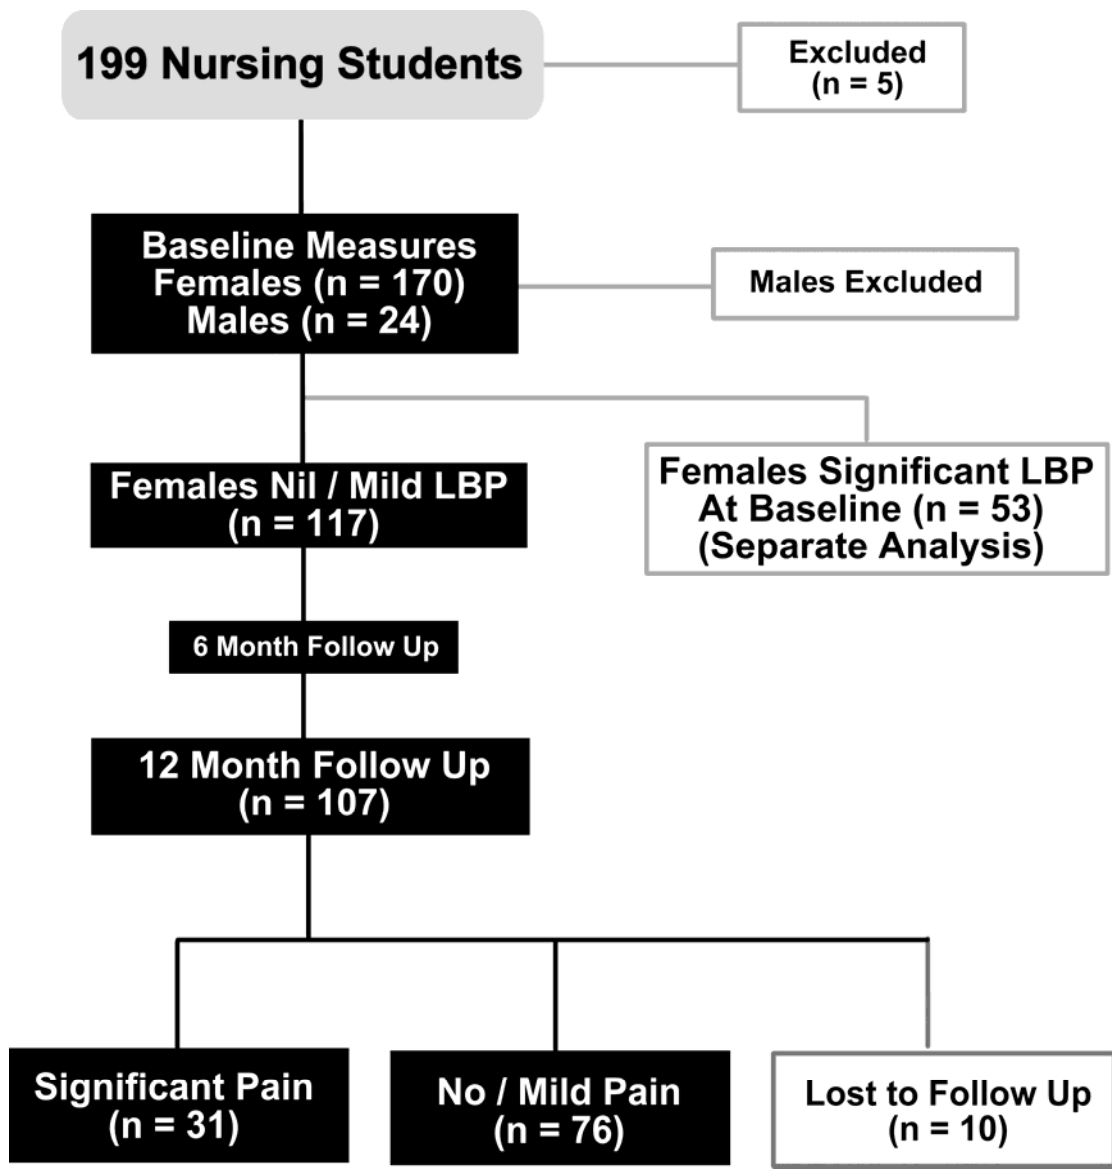 199 Nursing Students
Excluded
(n = 5)
Baseline Measures
Females (n = 170)
Males (n = 24)
Males Excluded
Females Nil / Mild LBP
(n = 117)
Females Significant LBP
At Baseline (n = 53)
(Separate Analysis)
6 Month Follow Up
12 Month Follow Up
(n = 107)
Significant Pain
(n = 31)
No / Mild Pain
(n = 76)
Lost to Follow Up
(n = 10)